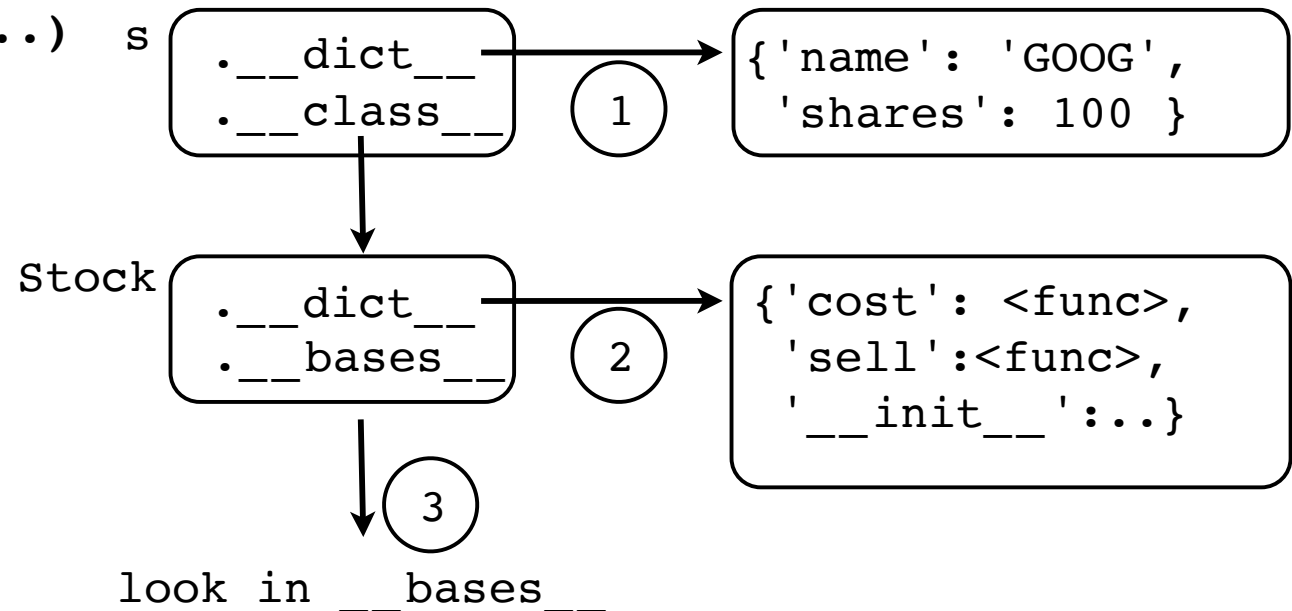 ..) s
.__dict__
.__class__
1
{'name': 'GOOG',
'shares': 100 }
Stock
.__dict__
.__bases__
2
{'cost': <func>,
'sell':<func>,
'__init__':..}
3
look in __bases__